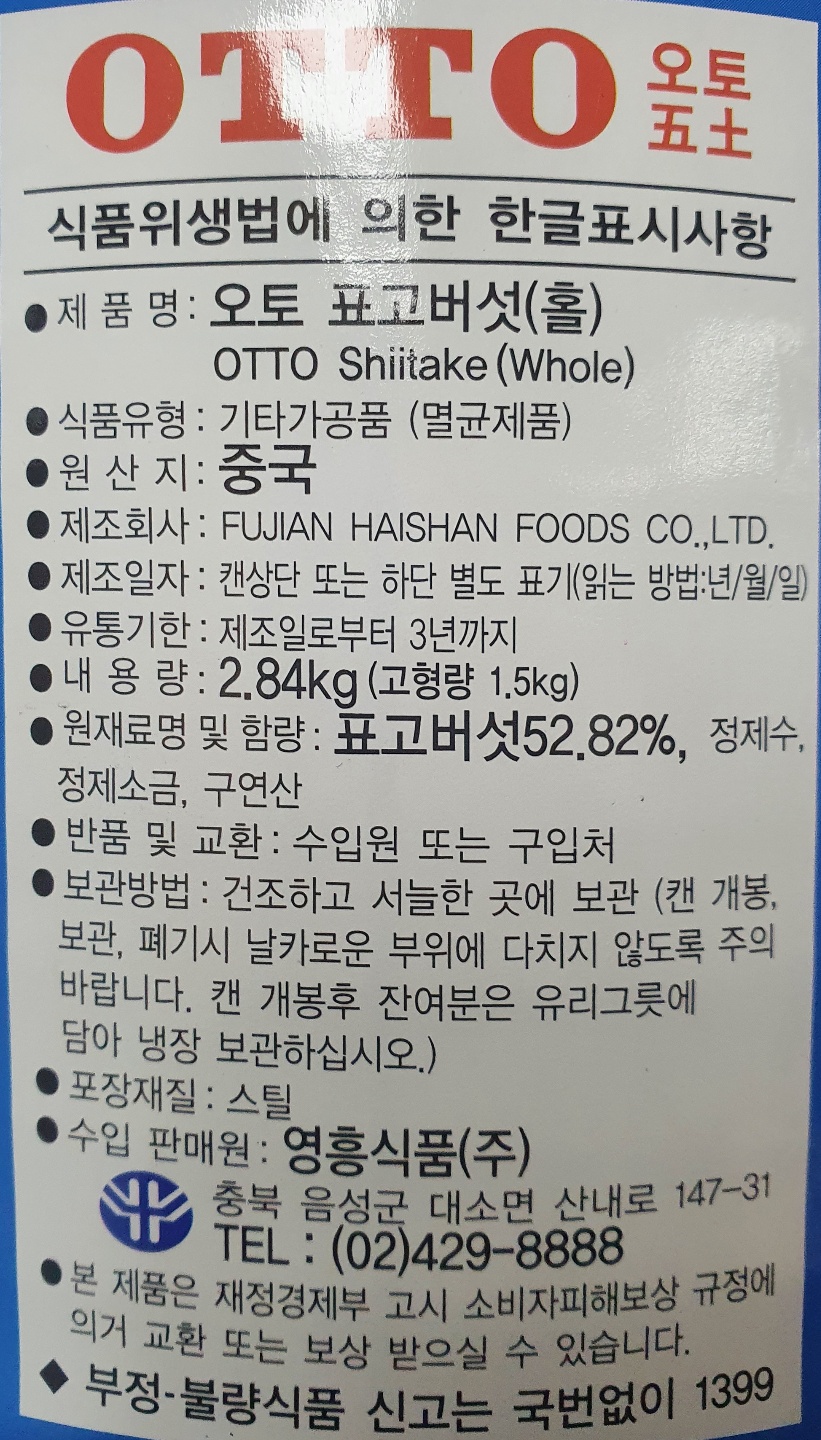 OTTO 오토
五土
식품위생법에 의한 한글표시사항
● 제 품 명 : 오토 표고버섯(홀)
OTTO Shiitake (Whole)
● 식품유형 : 기타가공품 (멸균제품)
● 원 산 지 : 중국
● 제조회사 : FUJIAN HAISHAN FOODS CO.,LTD.
● 제조일자 : 캔상단 또는 하단 별도 표기(읽는 방법:년/월/일)
● 유통기한 : 제조일로부터 3년까지
● 내 용 량 : 2.84kg (고형량 1.5kg)
● 원재료명 및 함량 : 표고버섯52.82%, 정제수,
정제소금, 구연산
● 반품 및 교환 : 수입원 또는 구입처
● 보관방법 : 건조하고 서늘한 곳에 보관 (캔 개봉,
보관, 폐기시 날카로운 부위에 다치지 않도록 주의
바랍니다. 캔 개봉후 잔여분은 유리그릇에
담아 냉장 보관하십시오.)
● 포장재질 : 스틸
● 수입 판매원 : 영흥식품(주)
충북 음성군 대소면 산내로 147-31
TEL : (02)429-8888
● 본 제품은 재정경제부 고시 소비자피해보상 규정에
의거 교환 또는 보상 받으실 수 있습니다.
◆ 부정-불량식품 신고는 국번없이 1399